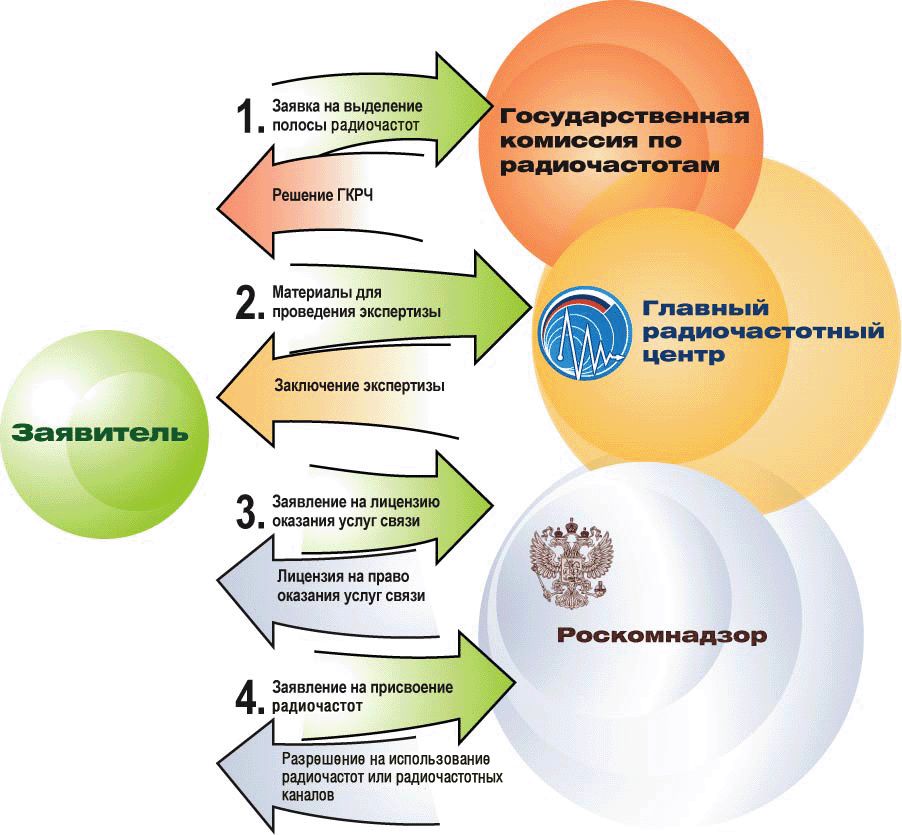 1.
Заявка на выделение
полосы радиочастот
Государственная
комиссия по
радиочастотам
Решение ГКРЧ
2.
Материалы для
проведения экспертизы
Главный
радиочастотный
центр
Заключение экспертизы
Заявитель
3.
Заявление на лицензию
оказания услуг связи
Лицензия на право
оказания услуг связи
Роскомнадзор
4.
Заявление на присвоение
радиочастот
Разрешение на использование
радиочастот или радиочастотных
каналов